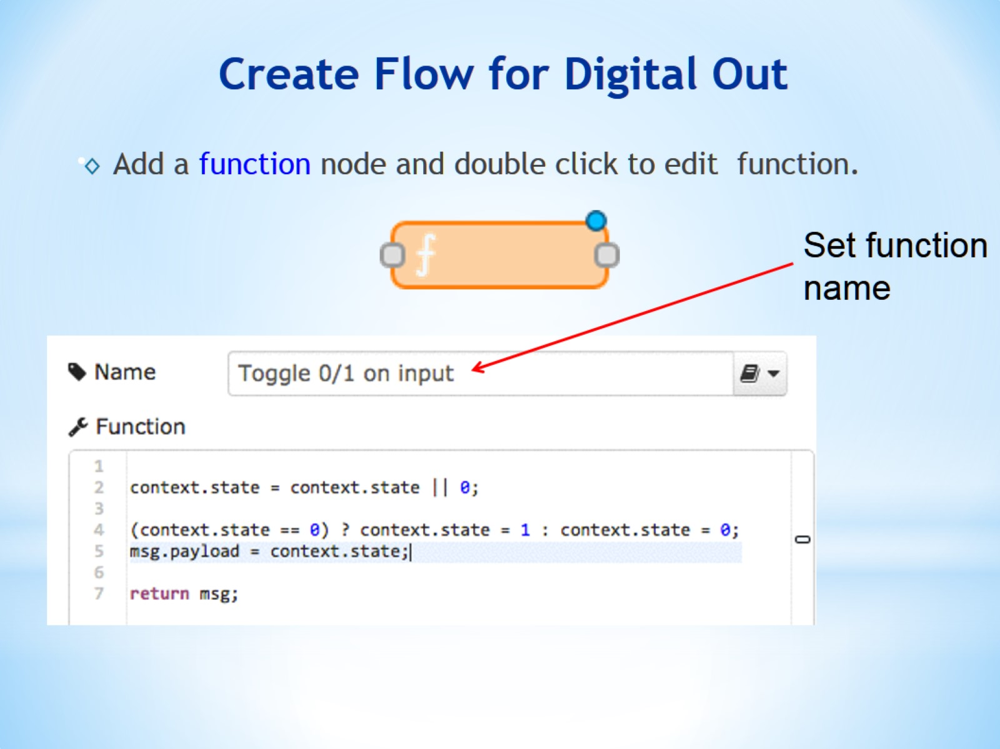 Create Flow for Digital Out
Add a function node and double click to edit  function.
Set function
name
Name
Toggle 0/1 on input
Function
1
2 context.state = context.state || 0;
3
4 (context.state == 0) ? context.state = 1 : context.state = 0;
5 msg.payload = context.state;
6
7 return msg;